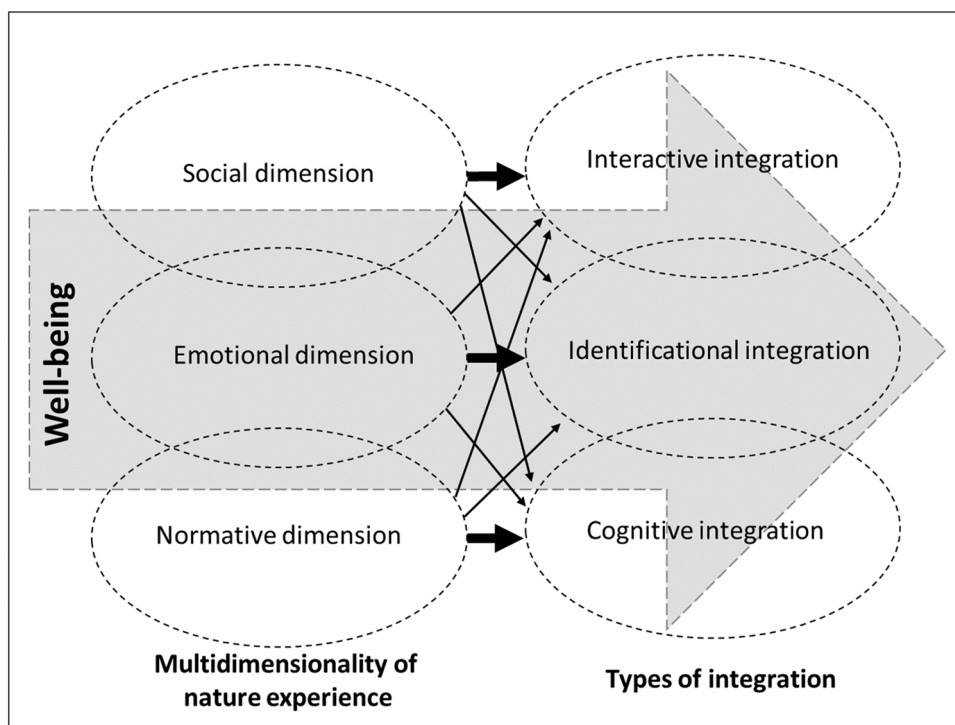 Social dimension
Interactive integration
Well-being
Emotional dimension
Identificational integration
Normative dimension
Cognitive integration
Multidimensionality of
nature experience
Types of integration